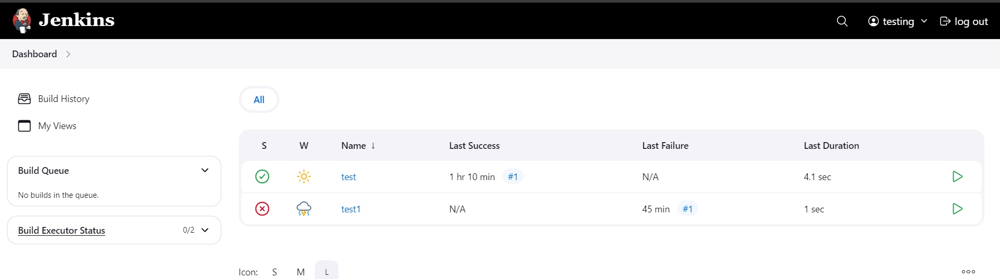 Jenkins
testing
log out
Dashboard
Build History
My Views
Build Queue
No builds in the queue.
Build Executor Status 0/2
All
S W Name ↓ Last Success Last Failure Last Duration
test 1 hr 10 min #1 N/A 4.1 sec
test1 N/A 45 min #1 1 sec
Icon: S M L